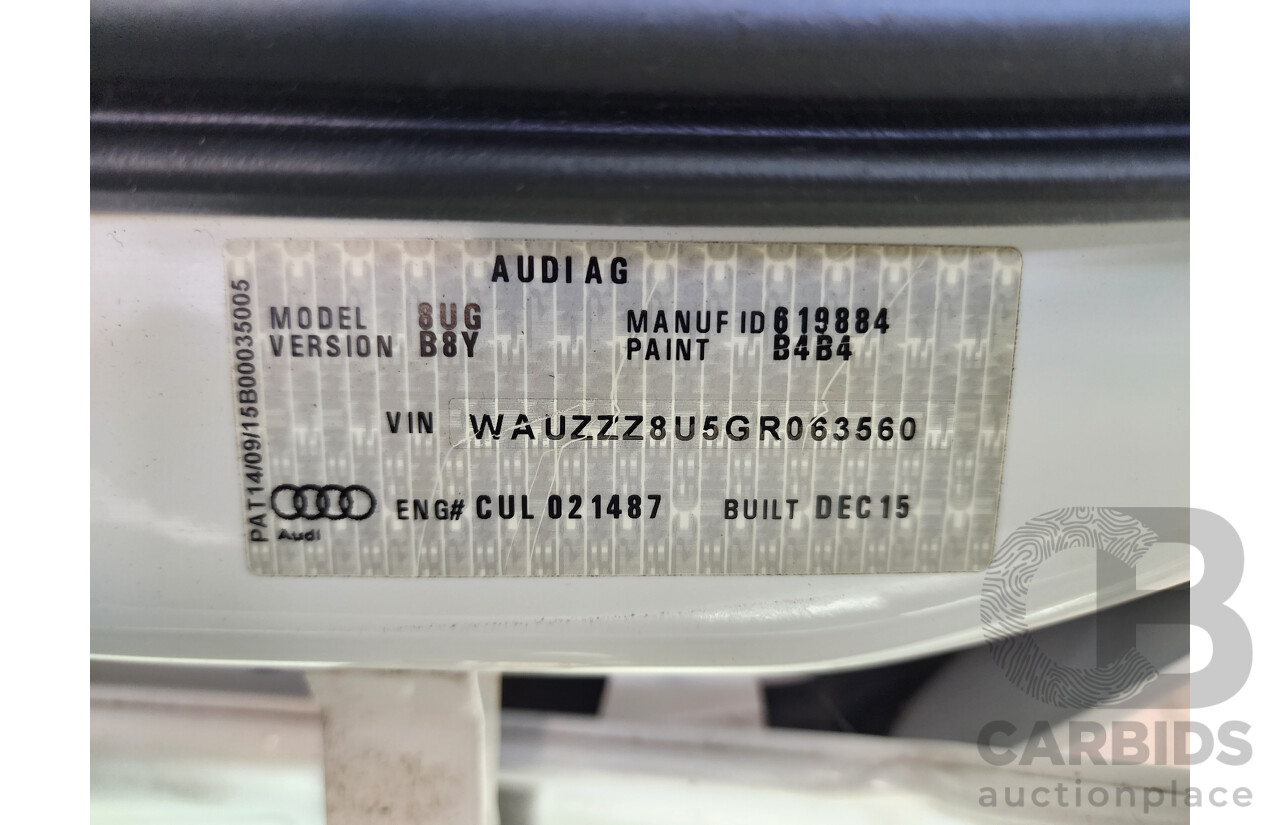 AUDI AG
MODEL 8UG MANUF ID 619884
VERSION B8Y PAINT B4B4
VIN WAUZZZ8U5GR063560
ENG# CUL 021487 BUILT DEC 15
Audi
PAT14/09/15B00035005
CB
CARBIDS
auctionplace